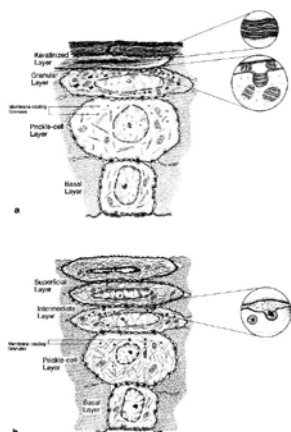 Keratinized
Layer
Granular
Layer
Membrane coating
Granules
Prickle-cell
Layer
Basal
Layer
a
Superficial
Layer
Intermediate
Layer
Membrane coating
Granules
Prickle-cell
Layer
Basal
Layer
b